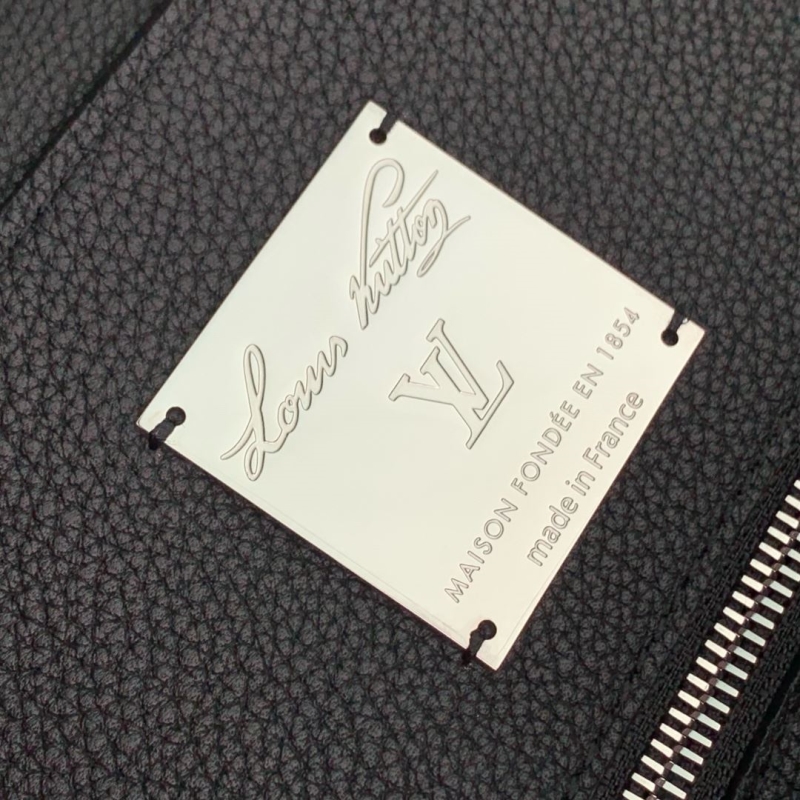 Louis Vuitton
LV
MAISON FONDÉE EN 1854
made in France